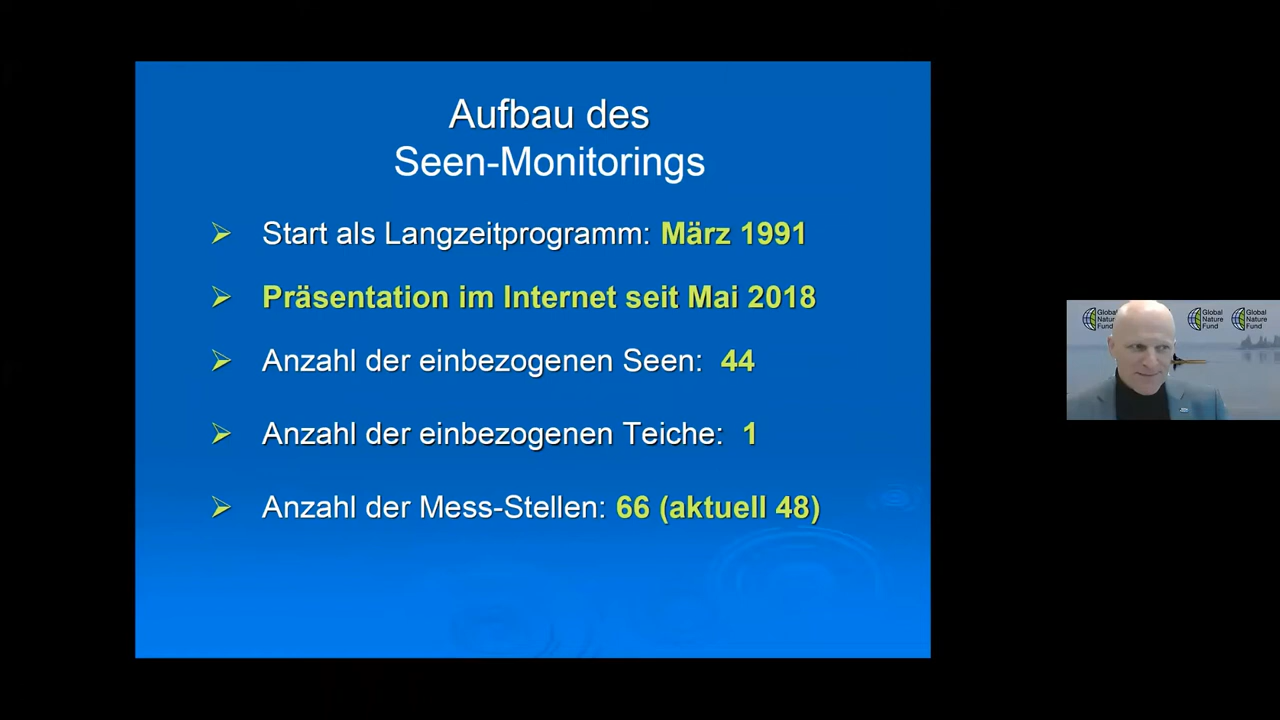 Aufbau des
Seen-Monitorings
Start als Langzeitprogramm: März 1991
Präsentation im Internet seit Mai 2018
Anzahl der einbezogenen Seen: 44
Anzahl der einbezogenen Teiche: 1
Anzahl der Mess-Stellen: 66 (aktuell 48)
Global
Nature
Fund
Global
Nature
Fund
Global
Nature
Fund